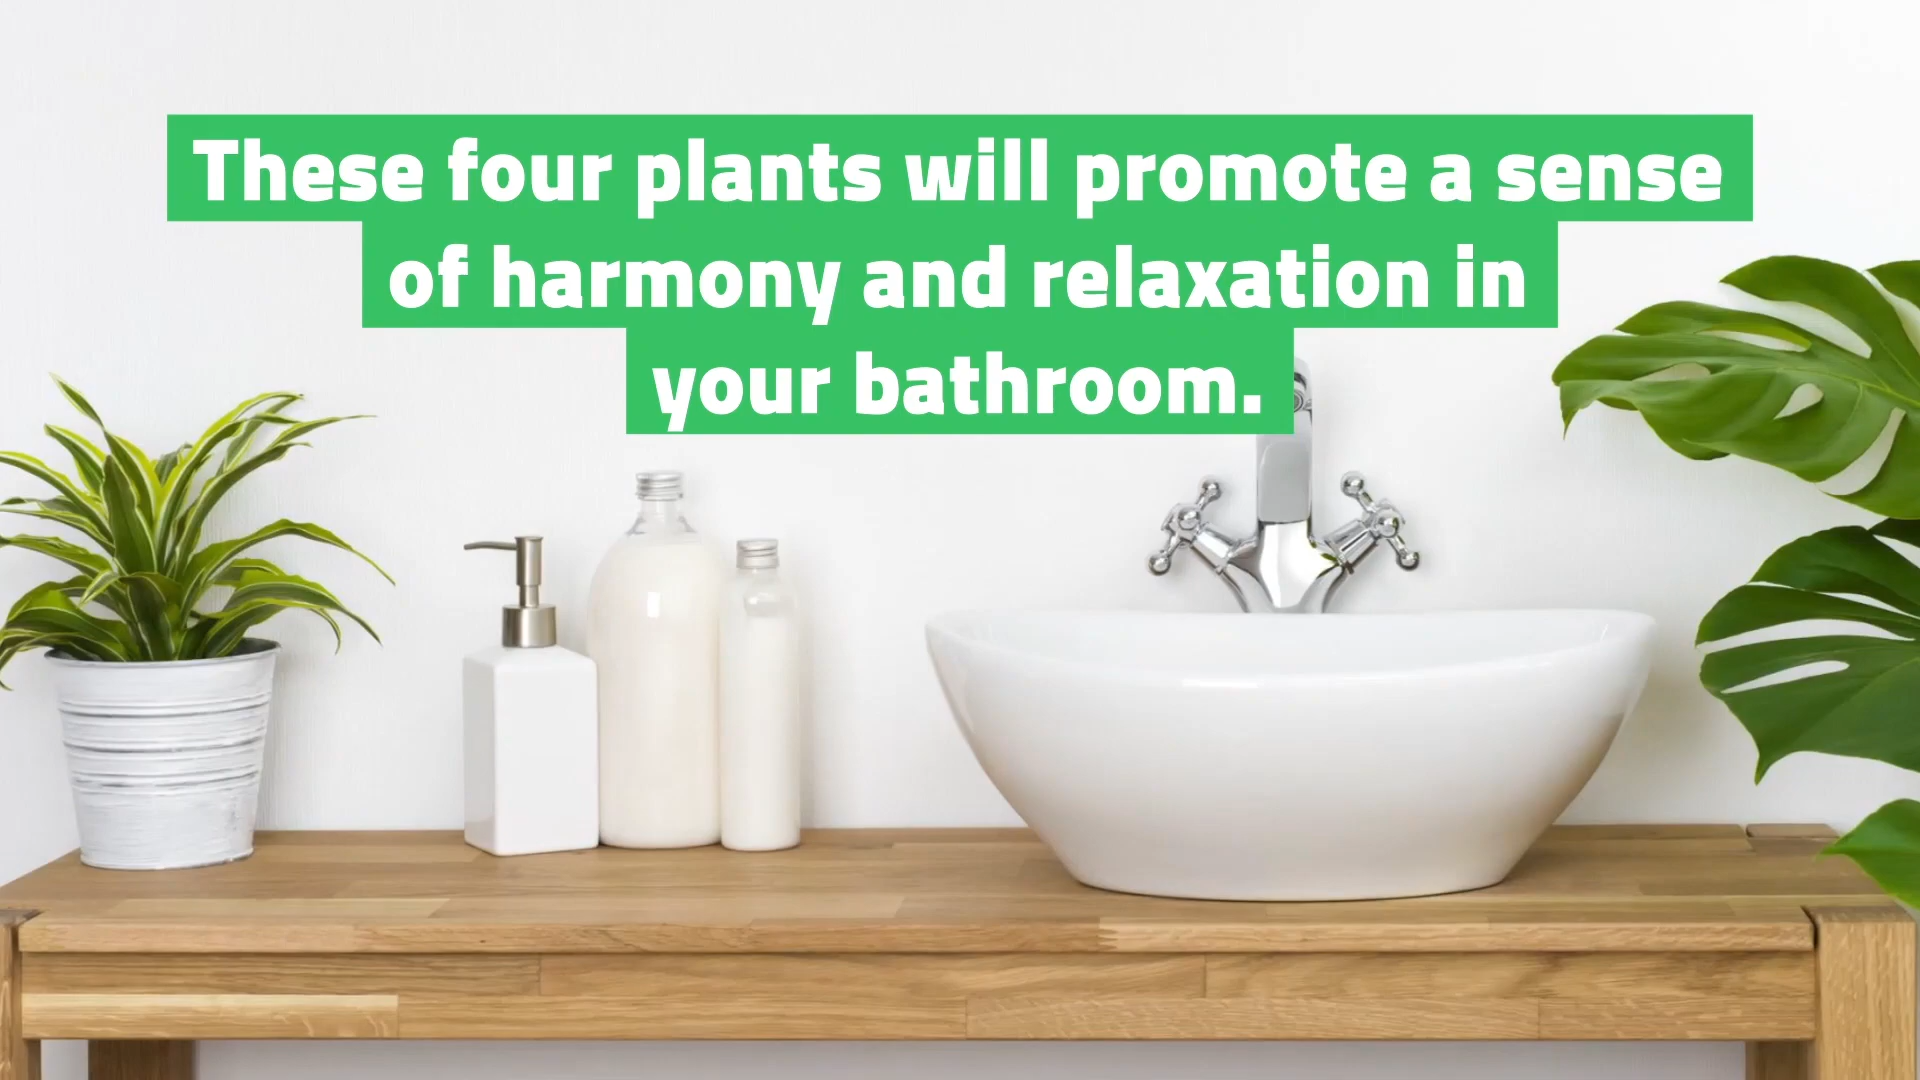 These four plants will promote a sense
of harmony and relaxation in
your bathroom.